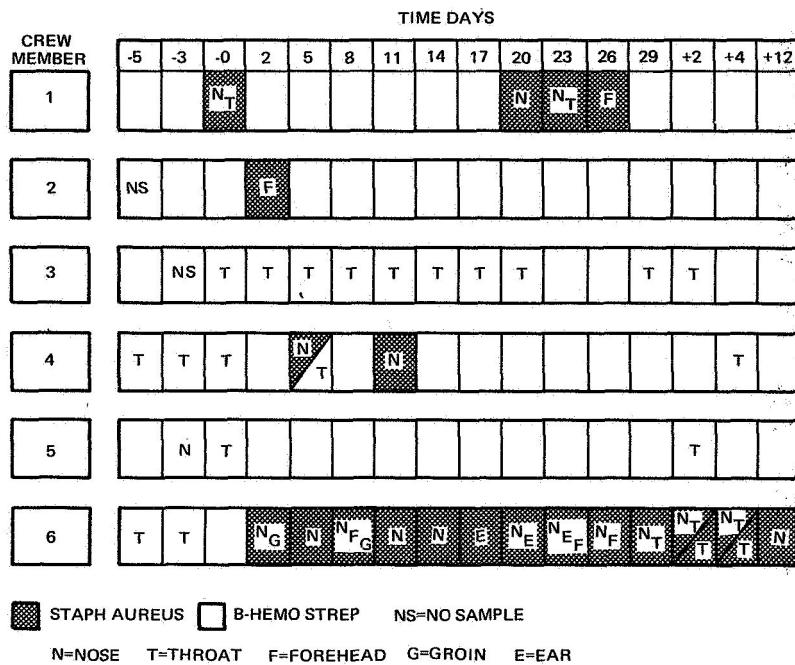 TIME DAYS
CREW MEMBER -5 -3 -0 2 5 8 11 14 17 20 23 26 29 +2 +4 +12
1 NT N NT F
2 NS F
3 NS T T T T T T T T T T
4 T T T N T N T
5 N T T
6 T T NG N NFG N N E NE NEF NF NT NT T NT T N
STAPH AUREUS B-HEMO STREP NS=NO SAMPLE
N=NOSE T=THROAT F=FOREHEAD G=GROIN E=EAR